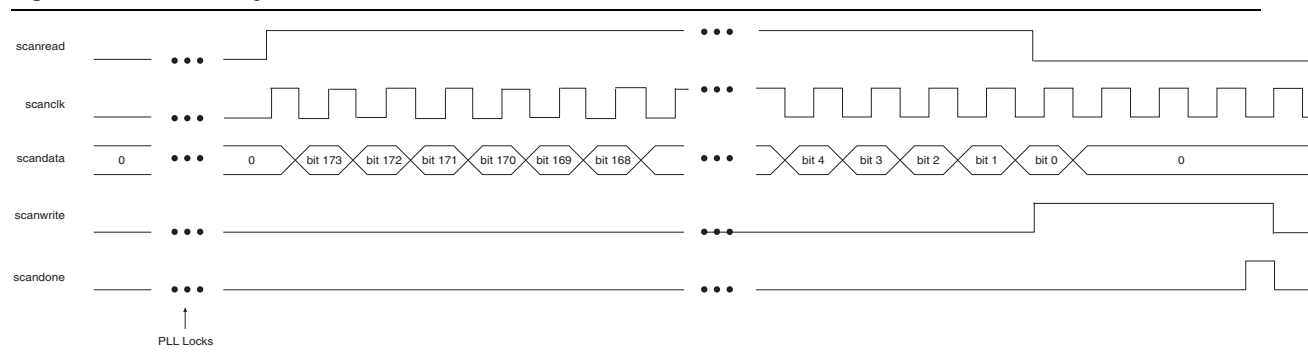 scanread
scanclk
scandata 0 0 bit 173 bit 172 bit 171 bit 170 bit 169 bit 168 bit 4 bit 3 bit 2 bit 1 bit 0 0
scanwrite
scandone
PLL Locks